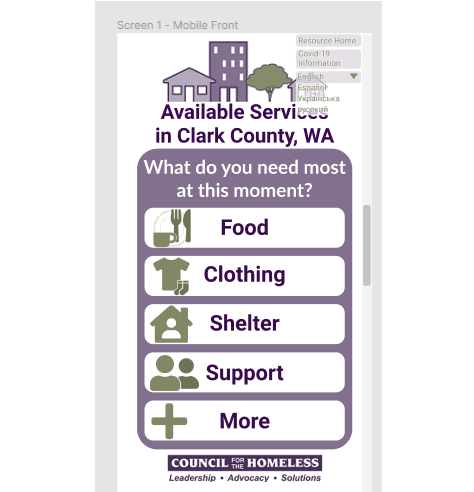 Screen 1 - Mobile Front
Resource Home
Covid-19
Information
English
Español
Українська
русский
Available Services
in Clark County, WA
What do you need most
at this moment?
Food
Clothing
Shelter
Support
More
COUNCIL FOR THE HOMELESS
Leadership • Advocacy • Solutions